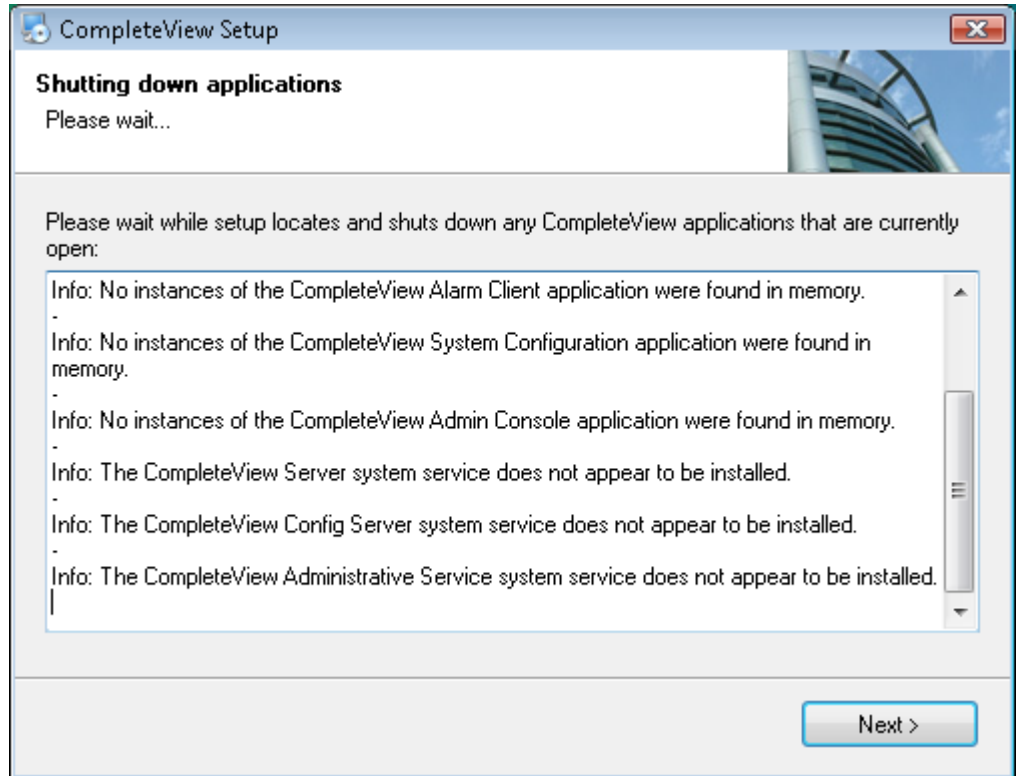 CompleteView Setup
Shutting down applications
Please wait...
Please wait while setup locates and shuts down any CompleteView applications that are currently
open:
Info: No instances of the CompleteView Alarm Client application were found in memory.
-
Info: No instances of the CompleteView System Configuration application were found in
memory.
-
Info: No instances of the CompleteView Admin Console application were found in memory.
-
Info: The CompleteView Server system service does not appear to be installed.
-
Info: The CompleteView Config Server system service does not appear to be installed.
-
Info: The CompleteView Administrative Service system service does not appear to be installed.
Next >